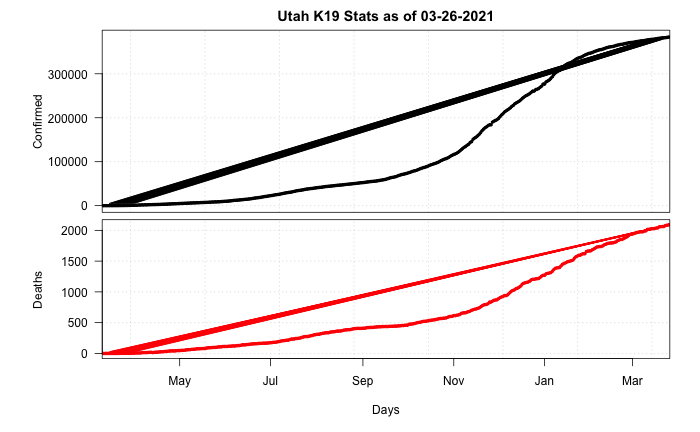 Utah K19 Stats as of 03-26-2021
Confirmed
300000
200000
100000
0
Deaths
2000
1500
1000
500
0
May Jul Sep Nov Jan Mar
Days